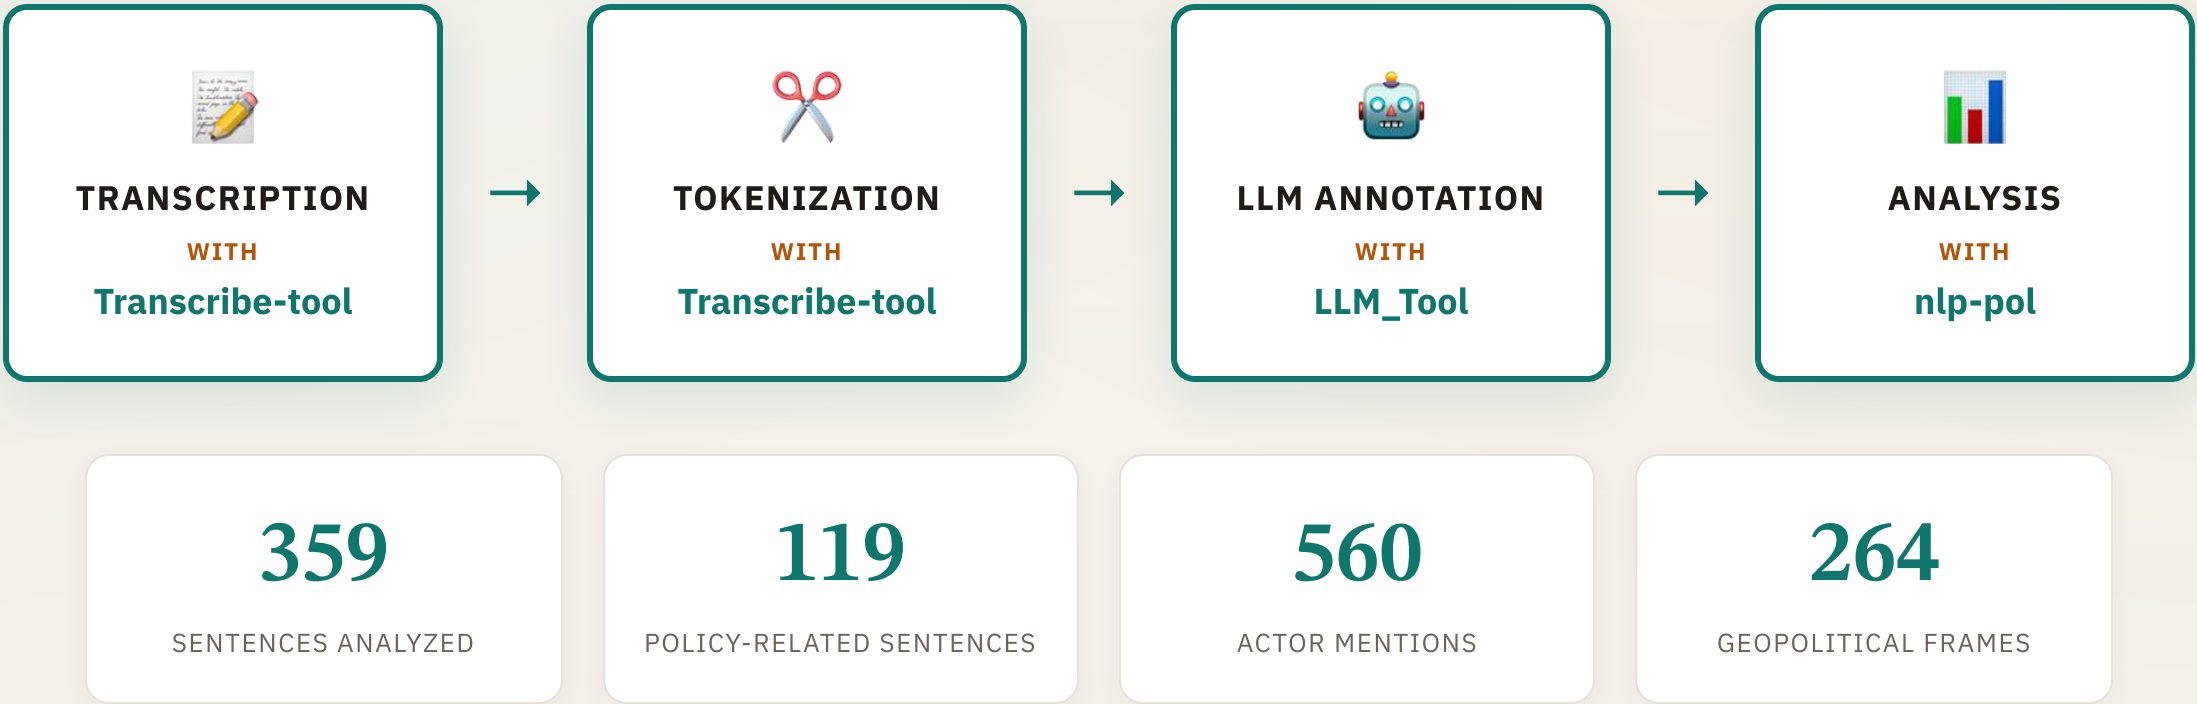 TRANSCRIPTION
WITH
Transcribe-tool
TOKENIZATION
WITH
Transcribe-tool
LLM ANNOTATION
WITH
LLM_Tool
ANALYSIS
WITH
nlp-pol
359
SENTENCES ANALYZED
119
POLICY-RELATED SENTENCES
560
ACTOR MENTIONS
264
GEOPOLITICAL FRAMES